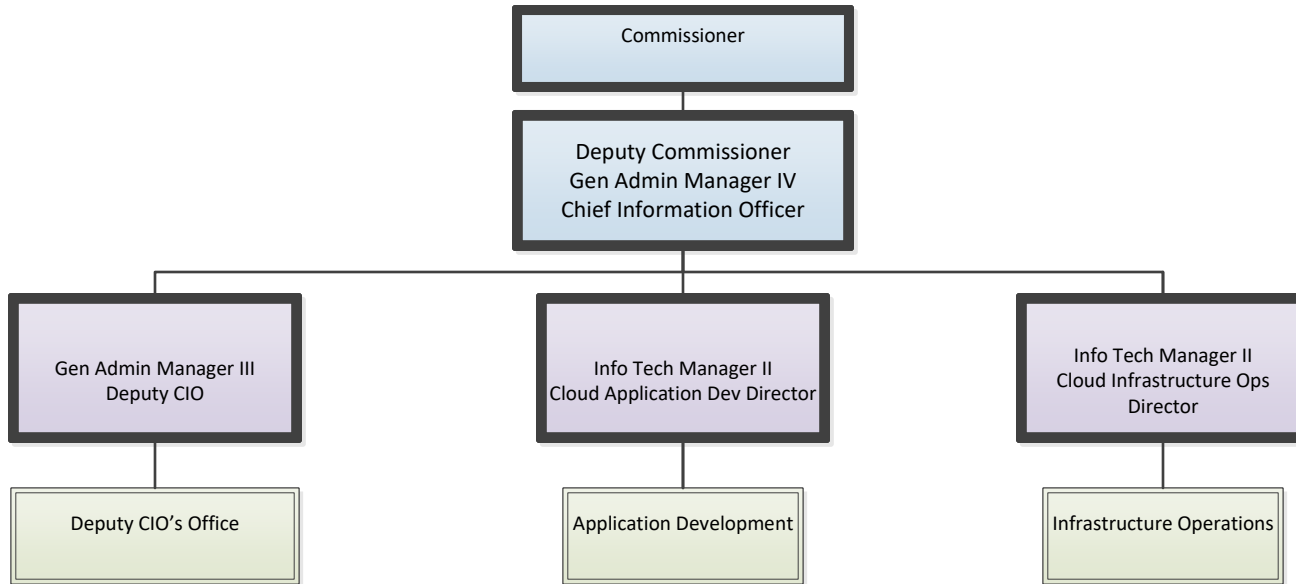 Commissioner
Deputy Commissioner
Gen Admin Manager IV
Chief Information Officer
Gen Admin Manager III
Deputy CIO
Info Tech Manager II
Cloud Application Dev Director
Info Tech Manager II
Cloud Infrastructure Ops
Director
Deputy CIO’s Office
Application Development
Infrastructure Operations